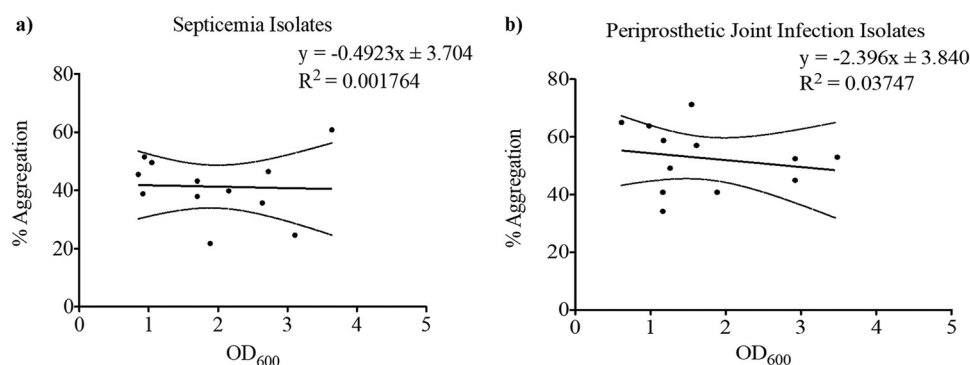 a)
Septicemia Isolates
y = -0.4923x ± 3.704
R2 = 0.001764
80
60
40
20
0
% Aggregation
0 1 2 3 4 5
OD600
b)
Periprosthetic Joint Infection Isolates
y = -2.396x ± 3.840
R2 = 0.03747
80
60
40
20
0
% Aggregation
0 1 2 3 4 5
OD600